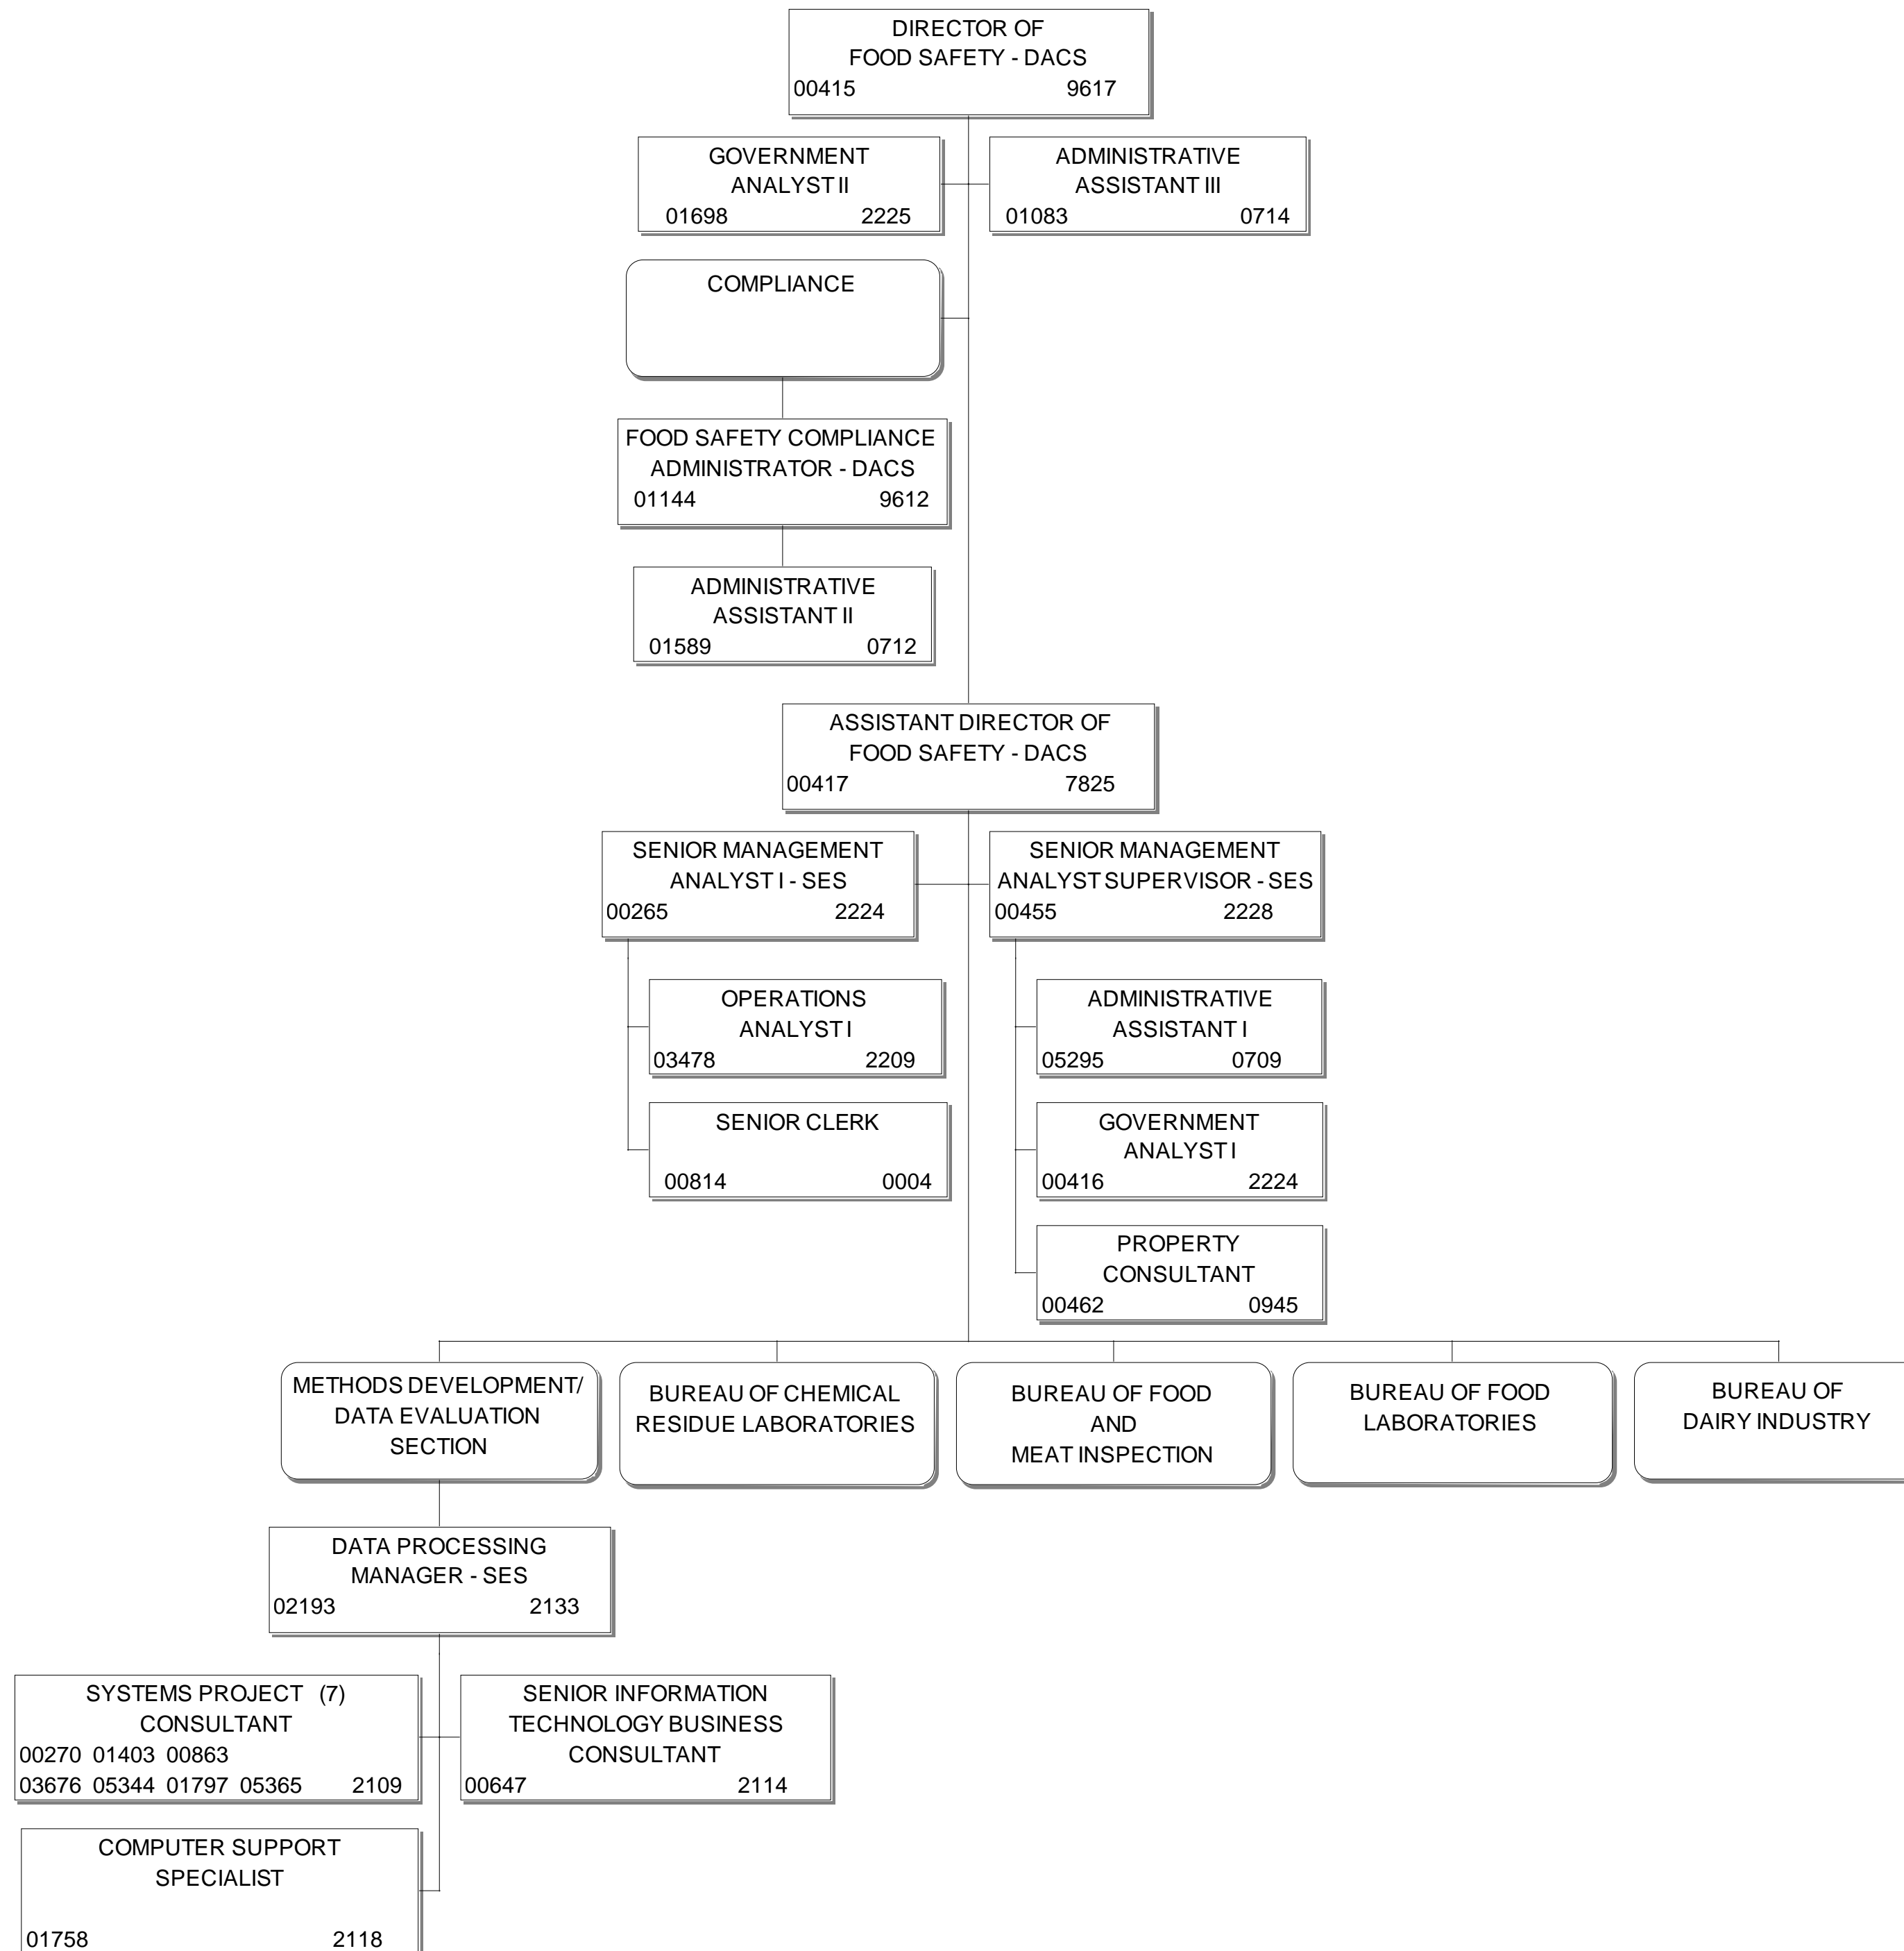 DIRECTOR OF
FOOD SAFETY - DACS
00415 9617
GOVERNMENT
ANALYST II
01698 2225
ADMINISTRATIVE
ASSISTANT III
01083 0714
COMPLIANCE
FOOD SAFETY COMPLIANCE
ADMINISTRATOR - DACS
01144 9612
ADMINISTRATIVE
ASSISTANT II
01589 0712
ASSISTANT DIRECTOR OF
FOOD SAFETY - DACS
00417 7825
SENIOR MANAGEMENT
ANALYST I - SES
00265 2224
SENIOR MANAGEMENT
ANALYST SUPERVISOR - SES
00455 2228
OPERATIONS
ANALYST I
03478 2209
ADMINISTRATIVE
ASSISTANT I
05295 0709
SENIOR CLERK
00814 0004
GOVERNMENT
ANALYST I
00416 2224
PROPERTY
CONSULTANT
00462 0945
METHODS DEVELOPMENT/
DATA EVALUATION
SECTION
BUREAU OF CHEMICAL
RESIDUE LABORATORIES
BUREAU OF FOOD
AND
MEAT INSPECTION
BUREAU OF FOOD
LABORATORIES
BUREAU OF
DAIRY INDUSTRY
DATA PROCESSING
MANAGER - SES
02193 2133
SYSTEMS PROJECT (7)
CONSULTANT
00270 01403 00863
03676 05344 01797 05365 2109
SENIOR INFORMATION
TECHNOLOGY BUSINESS
CONSULTANT
00647 2114
COMPUTER SUPPORT
SPECIALIST
01758 2118